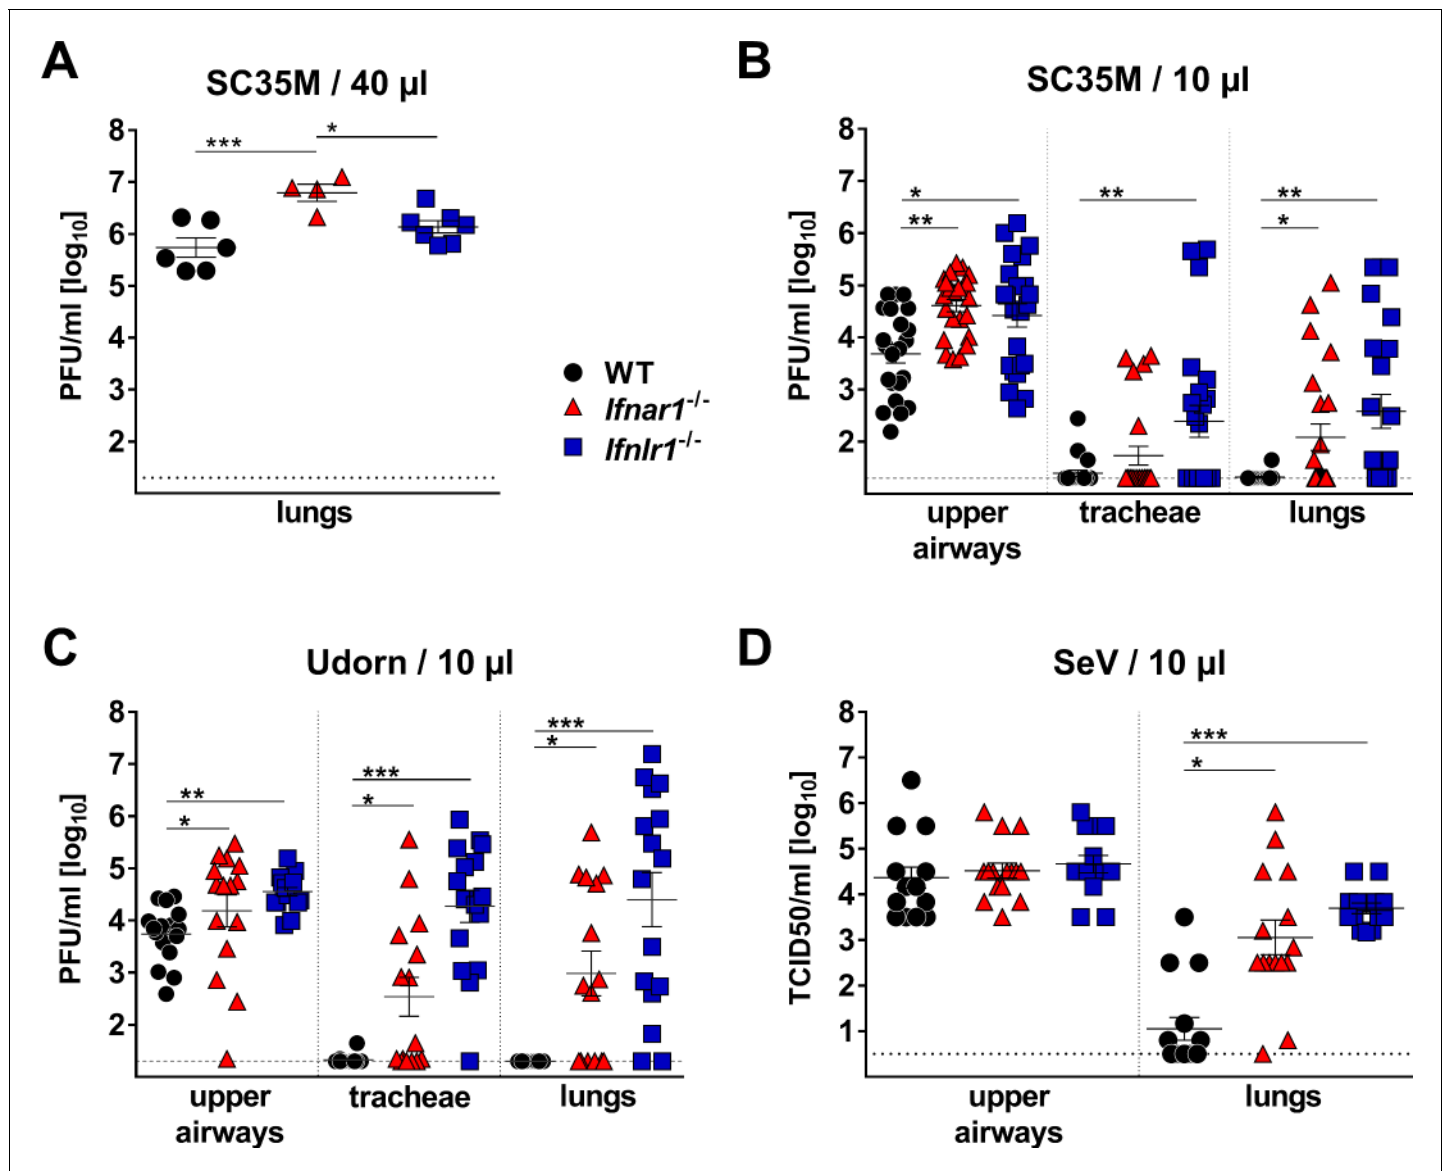 A
SC35M / 40 µl
8
7
6
5
4
3
2
PFU/ml [log10]
***
*
lungs
WT
Ifnar1-/-
Ifnlr1-/-
B
SC35M / 10 µl
8
7
6
5
4
3
2
PFU/ml [log10]
*
**
**
**
*
upper
airways
tracheae
lungs
C
Udorn / 10 µl
8
7
6
5
4
3
2
PFU/ml [log10]
**
*
***
*
***
*
upper
airways
tracheae
lungs
D
SeV / 10 µl
8
7
6
5
4
3
2
1
TCID50/ml [log10]
***
*
upper
airways
lungs